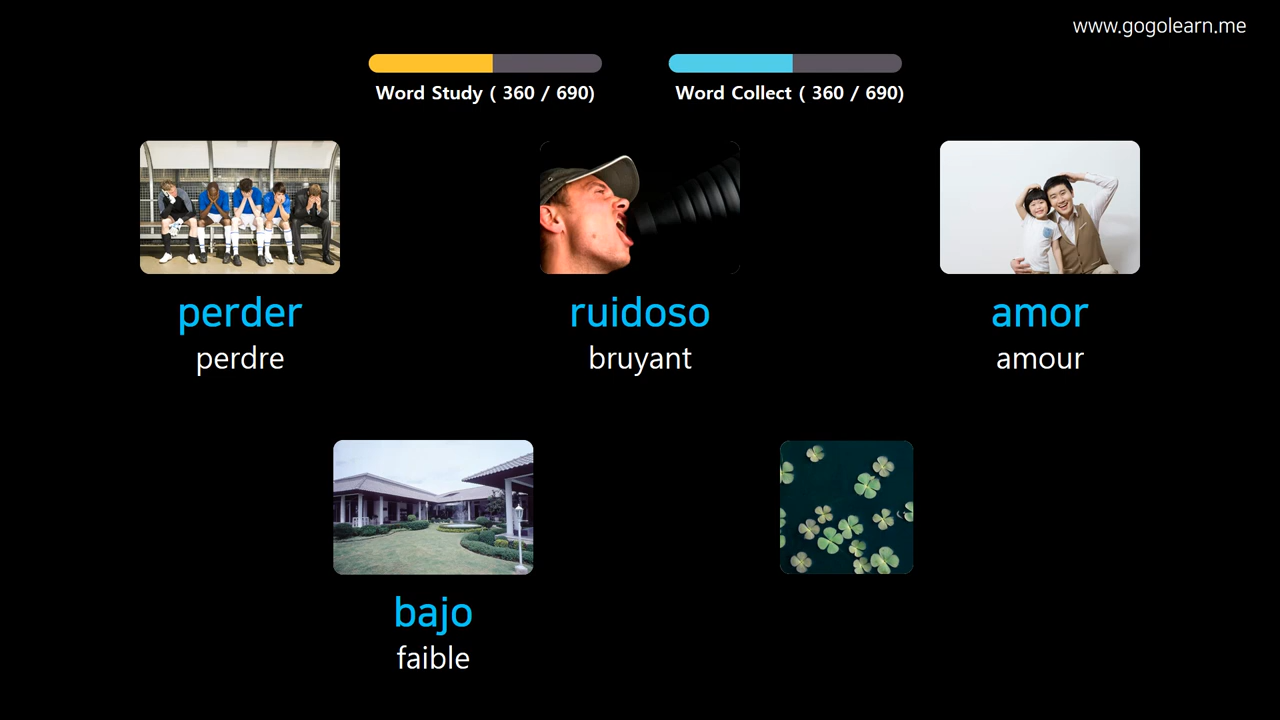 www.gogolearn.me
Word Study ( 360 / 690)
Word Collect ( 360 / 690)
perder
perdre
ruidoso
bruyant
amor
amour
bajo
faible